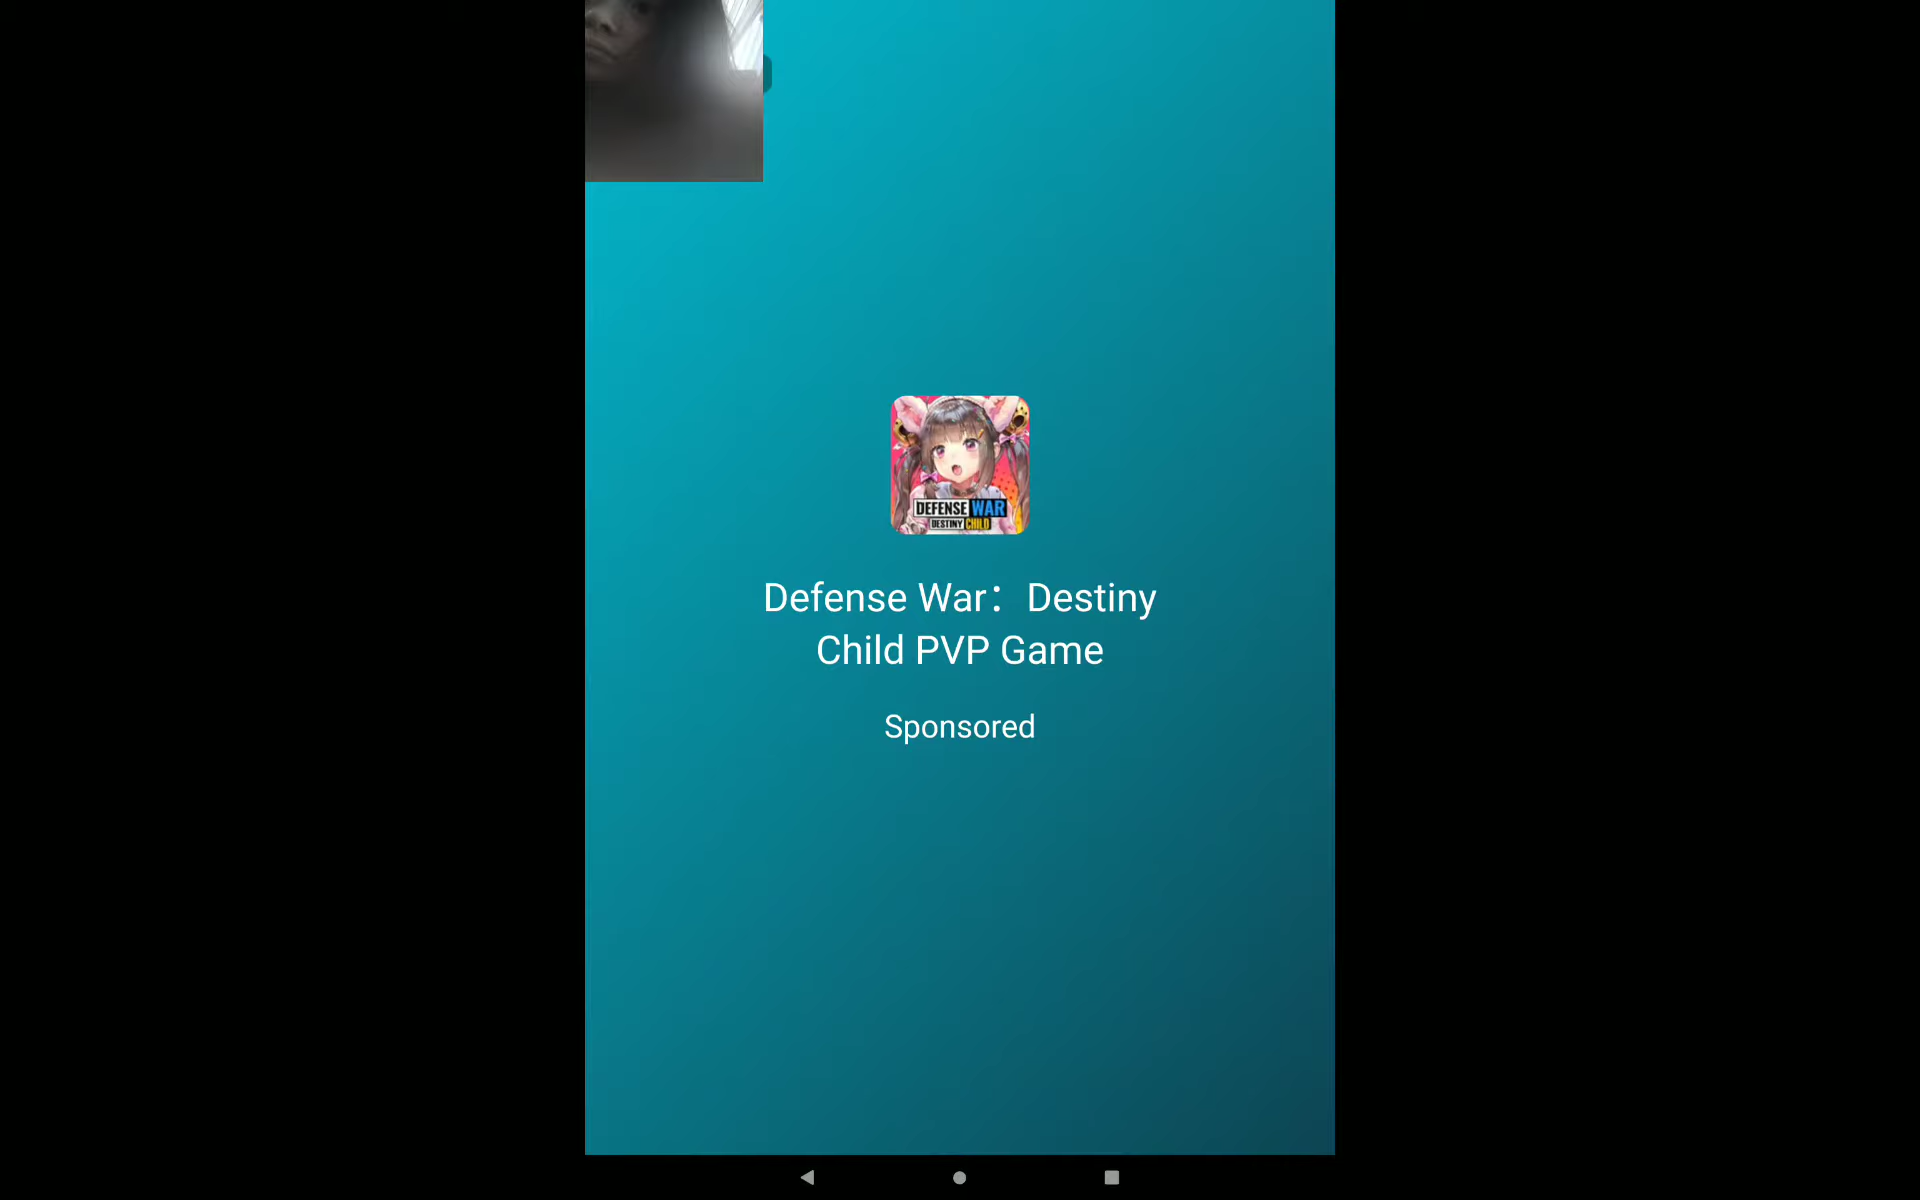 DEFENSE WAR
DESTINY CHILD
Defense War：Destiny
Child PVP Game
Sponsored